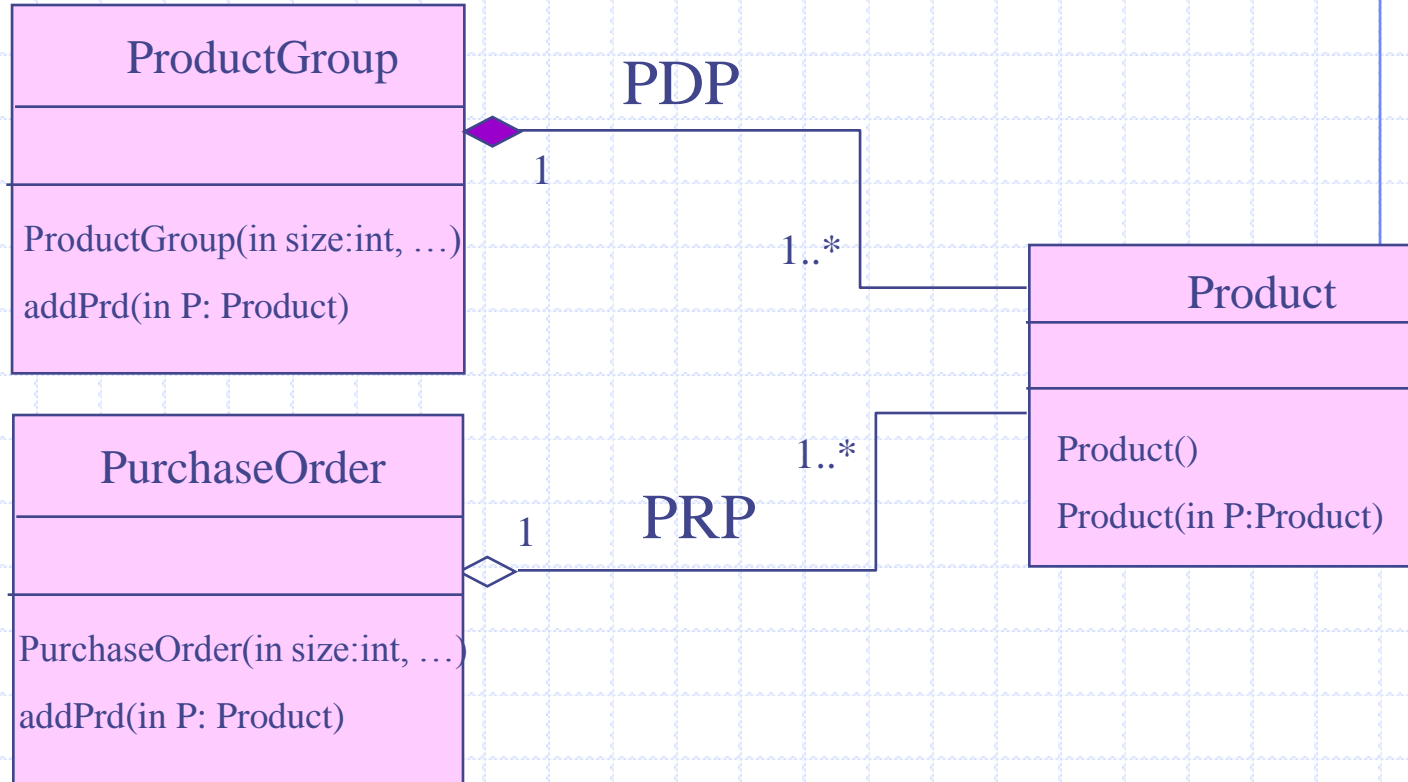 ProductGroup
ProductGroup(in size:int, …)
addPrd(in P: Product)
PDP
1
1..*
Product
Product()
Product(in P:Product)
PurchaseOrder
PurchaseOrder(in size:int, …)
addPrd(in P: Product)
1
PRP
1..*